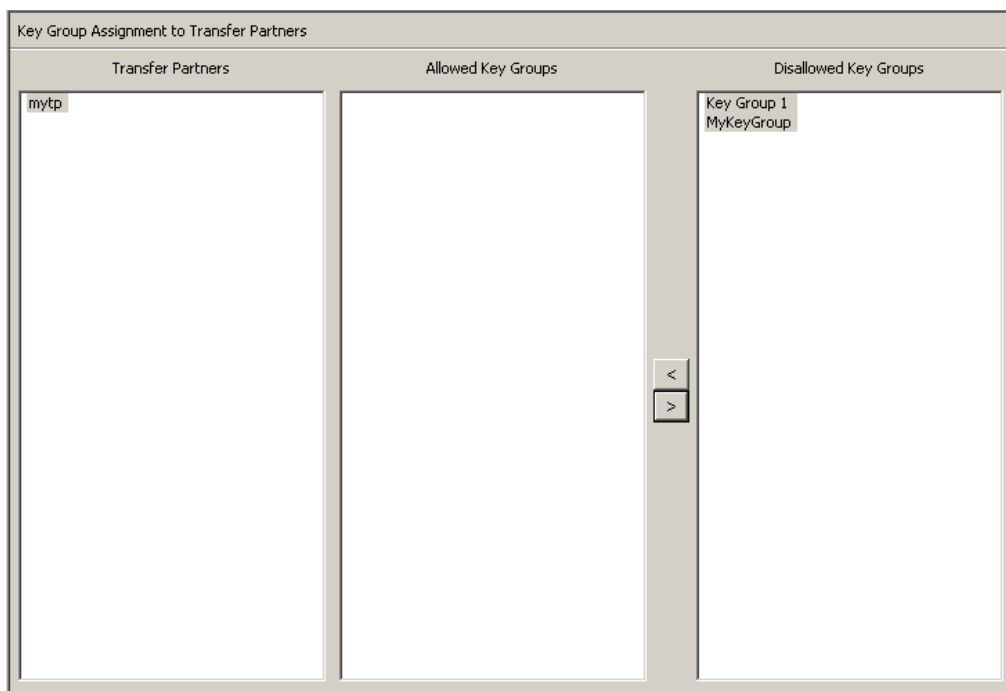 Key Group Assignment to Transfer Partners
Transfer Partners
Allowed Key Groups
Disallowed Key Groups
mytp
Key Group 1
MyKeyGroup
<
>